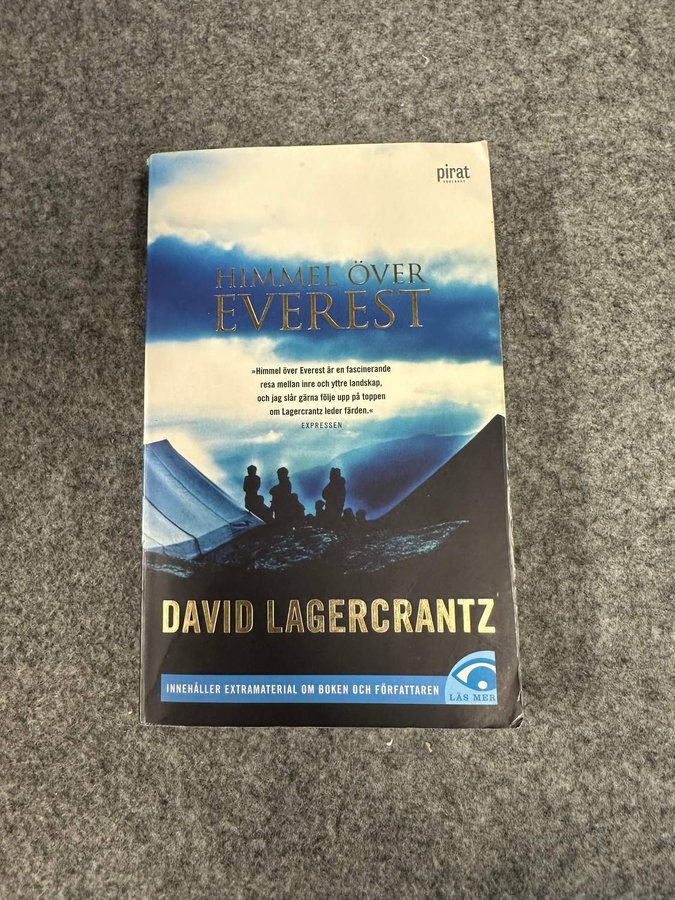 pirat
FÖRLAGET
HIMMEL ÖVER
EVEREST
»Himmel över Everest är en fascinerande
resa mellan inre och yttre landskap,
och jag slår gärna följe upp på toppen
om Lagercrantz leder färden.«
EXPRESSEN
DAVID LAGERCRANTZ
INNEHÅLLER EXTRAMATERIAL OM BOKEN OCH FÖRFATTAREN
LÄS MER